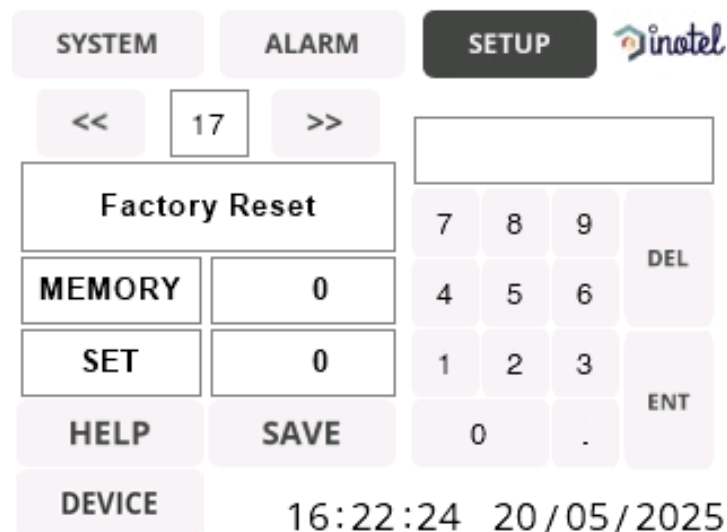 SYSTEM ALARM SETUP inotel
<< 17 >>
Factory Reset
7 8 9
DEL
MEMORY 0
4 5 6
SET 0
1 2 3
ENT
HELP SAVE
0 .
DEVICE
16:22:24 20/05/2025